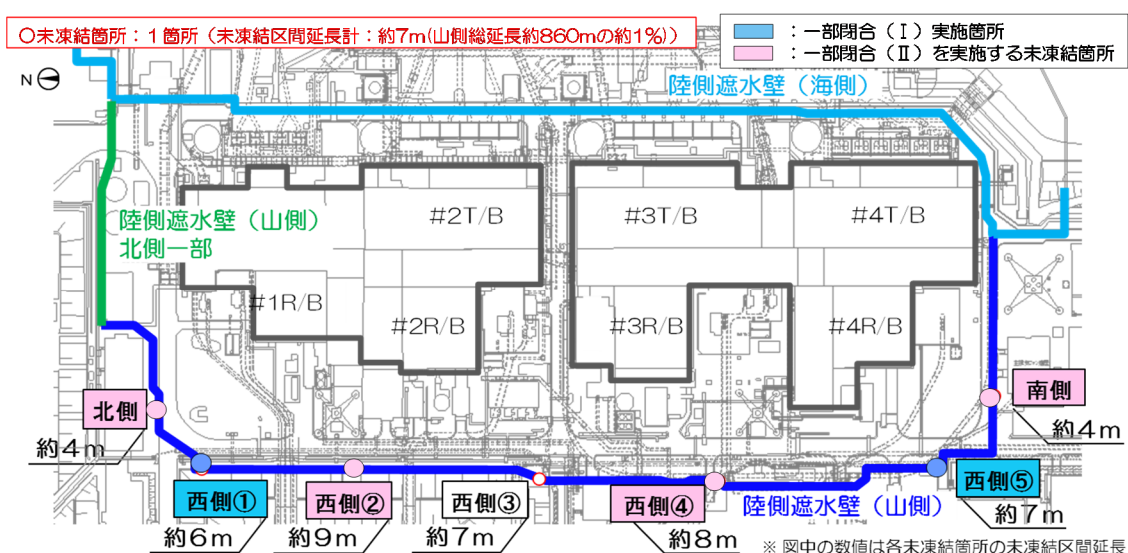 〇未凍結箇所：１箇所（未凍結区間延長計：約7m(山側総延長約860mの約1％)）
：一部閉合（Ⅰ）実施箇所
：一部閉合（Ⅱ）を実施する未凍結箇所
N
陸側遮水壁（海側）
陸側遮水壁（山側）
北側一部
#2T/B
#3T/B
#4T/B
#1R/B
#2R/B
#3R/B
#4R/B
北側
約4m
南側
約4m
西側①
約6m
西側②
約9m
西側③
約7m
西側④
約8m
西側⑤
約7m
陸側遮水壁（山側）
※ 図中の数値は各未凍結箇所の未凍結区間延長